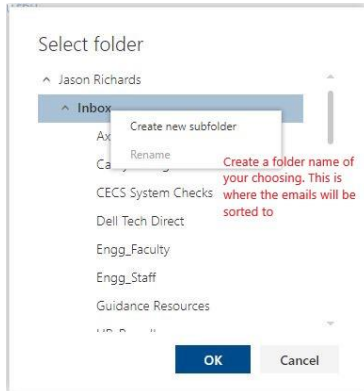 Select folder
Jason Richards
Inbox
Create new subfolder
Rename
CECS System Checks
Dell Tech Direct
Engg_Faculty
Engg_Staff
Guidance Resources
Create a folder name of
your choosing. This is
where the emails will be
sorted to
OK
Cancel